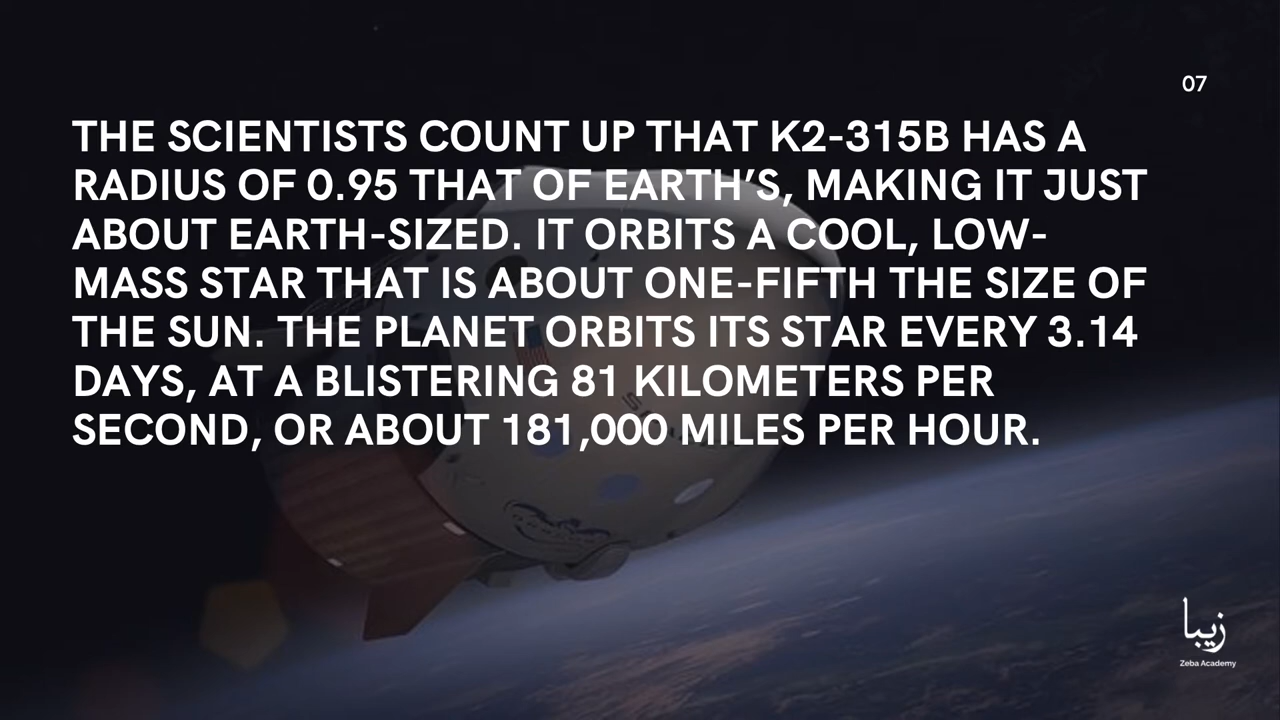 07
THE SCIENTISTS COUNT UP THAT K2-315B HAS A
RADIUS OF 0.95 THAT OF EARTH’S, MAKING IT JUST
ABOUT EARTH-SIZED. IT ORBITS A COOL, LOW-
MASS STAR THAT IS ABOUT ONE-FIFTH THE SIZE OF
THE SUN. THE PLANET ORBITS ITS STAR EVERY 3.14
DAYS, AT A BLISTERING 81 KILOMETERS PER
SECOND, OR ABOUT 181,000 MILES PER HOUR.
زیبا
Zeba Academy